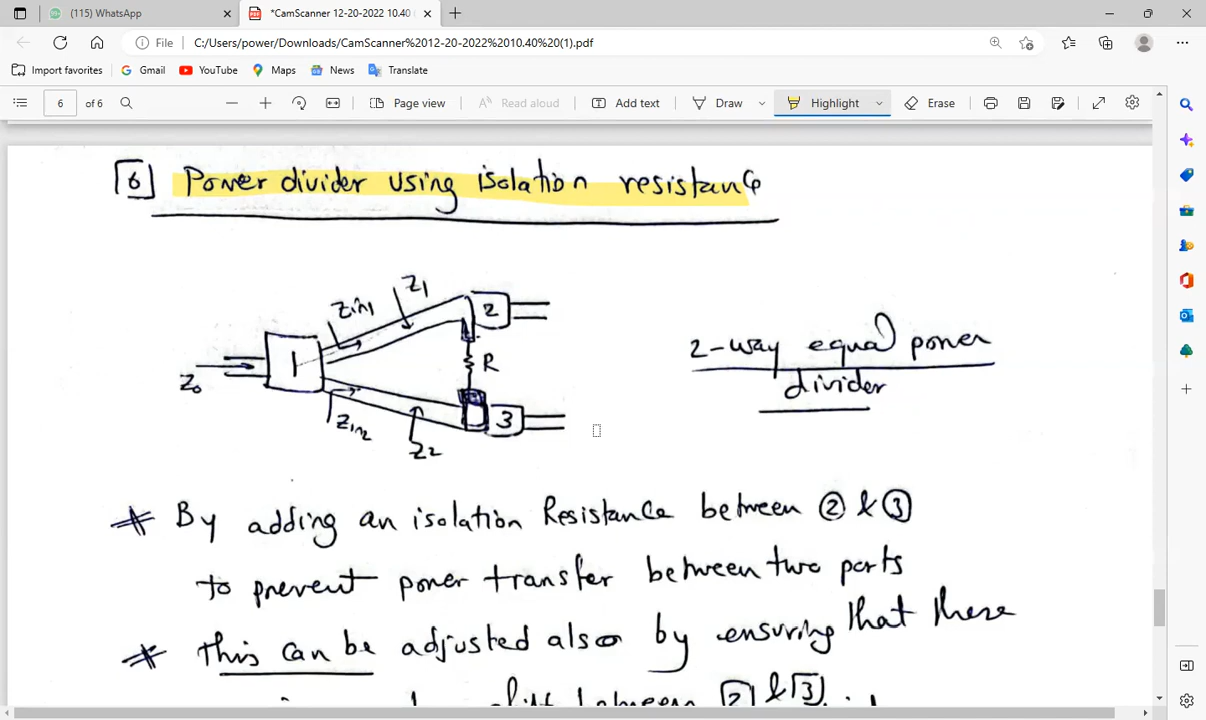 (115) WhatsApp
*CamScanner 12-20-2022 10.40
File
C:/Users/power/Downloads/CamScanner%2012-20-2022%2010.40%20(1).pdf
Import favorites
Gmail
YouTube
Maps
News
Translate
6 of 6
Page view
Read aloud
Add text
Draw
Highlight
Erase
6 Power divider using isolation resistance
Z1
Zin1
2
1
R
Z0
3
Zin2
Z2
2-way equal power
divider
* By adding an isolation Resistance between ② & ③
to prevent power transfer between two ports
* this can be adjusted also by ensuring that there
between 2 & 3